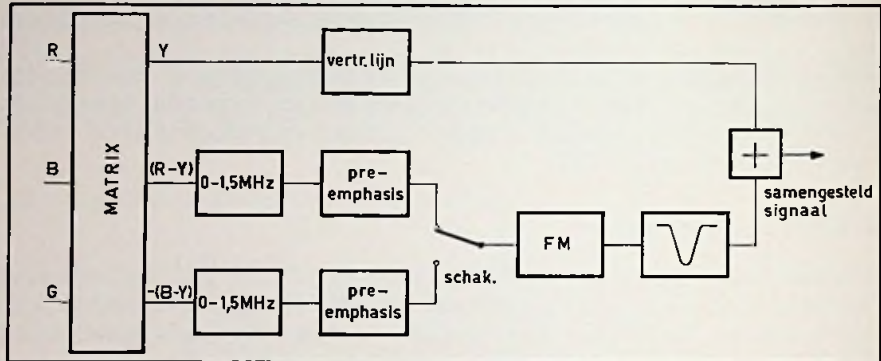 R
Y
vertr. lijn
B
MATRIX
(R-Y)
0-1,5MHz
pre-
emphasis
+
samengesteld
signaal
FM
G
-(B-Y)
0-1,5MHz
pre-
emphasis
schak.